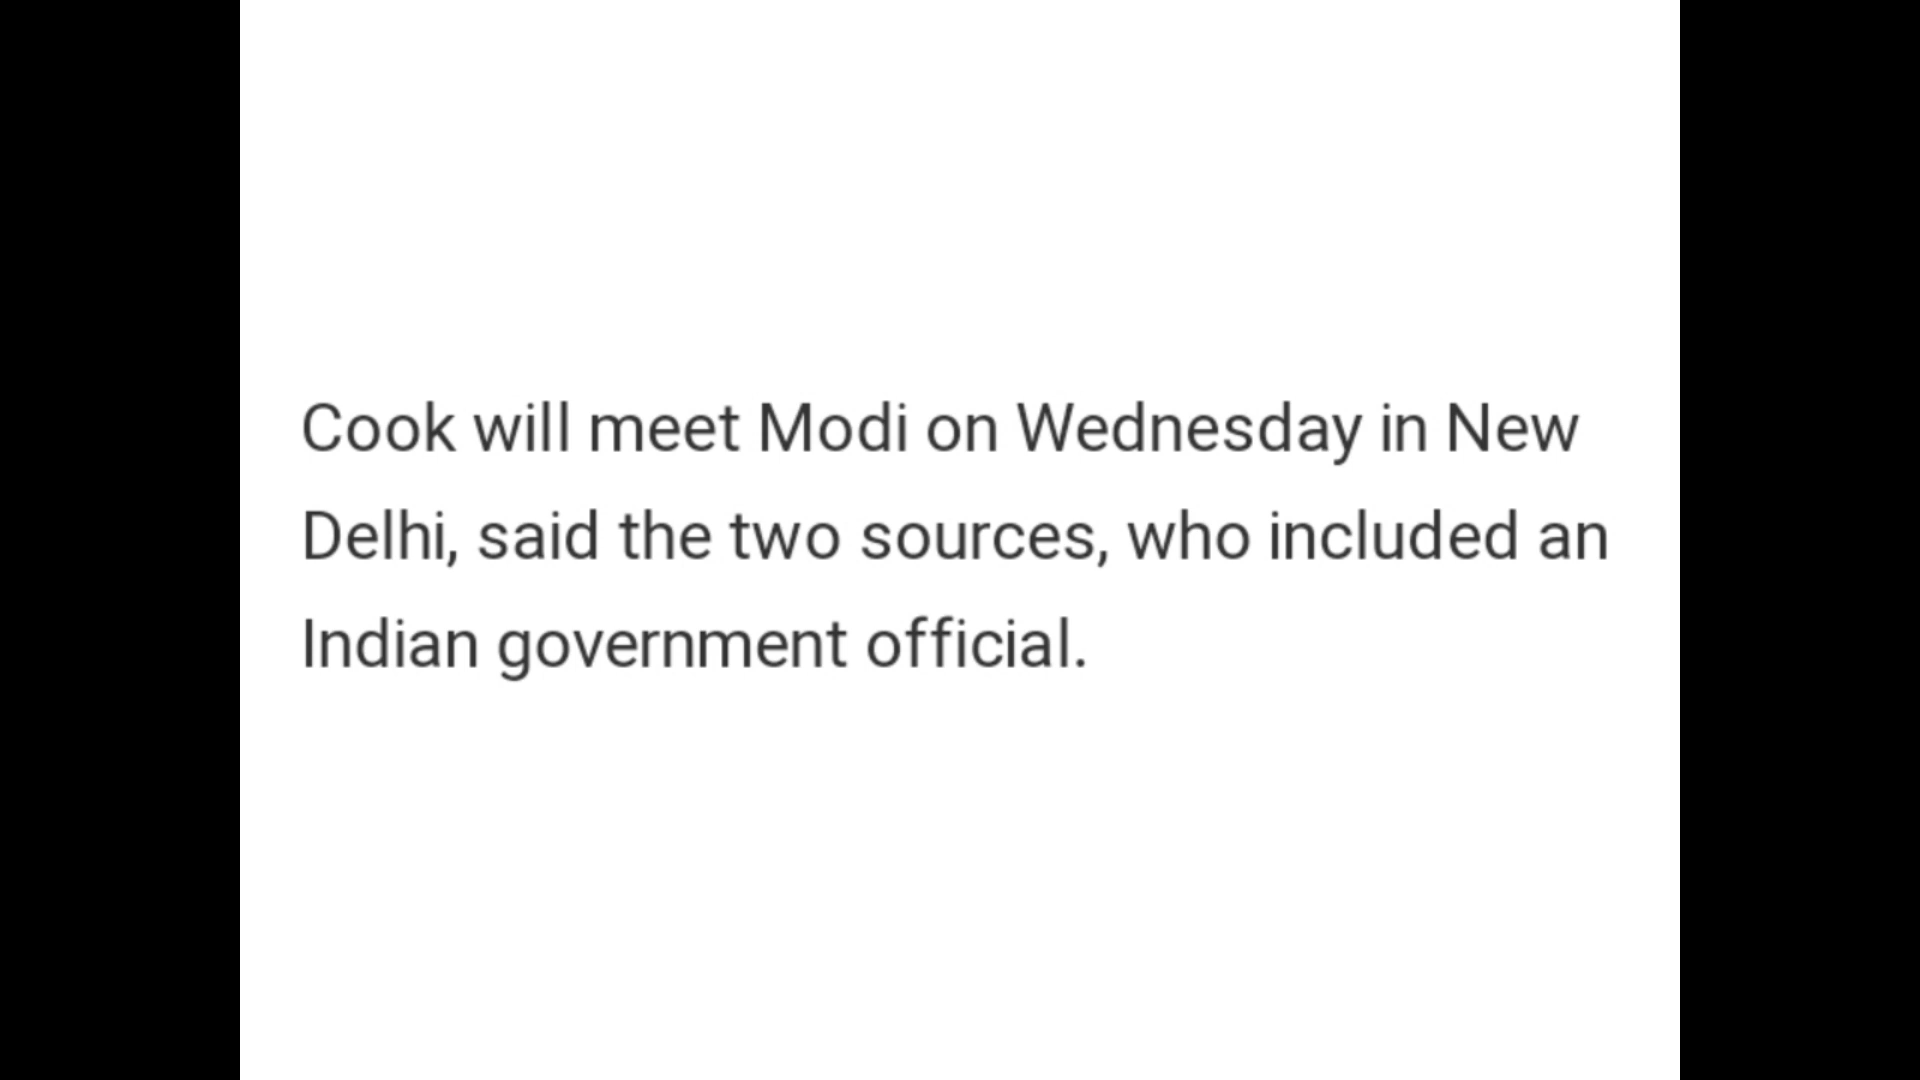 Cook will meet Modi on Wednesday in New
Delhi, said the two sources, who included an
Indian government official.